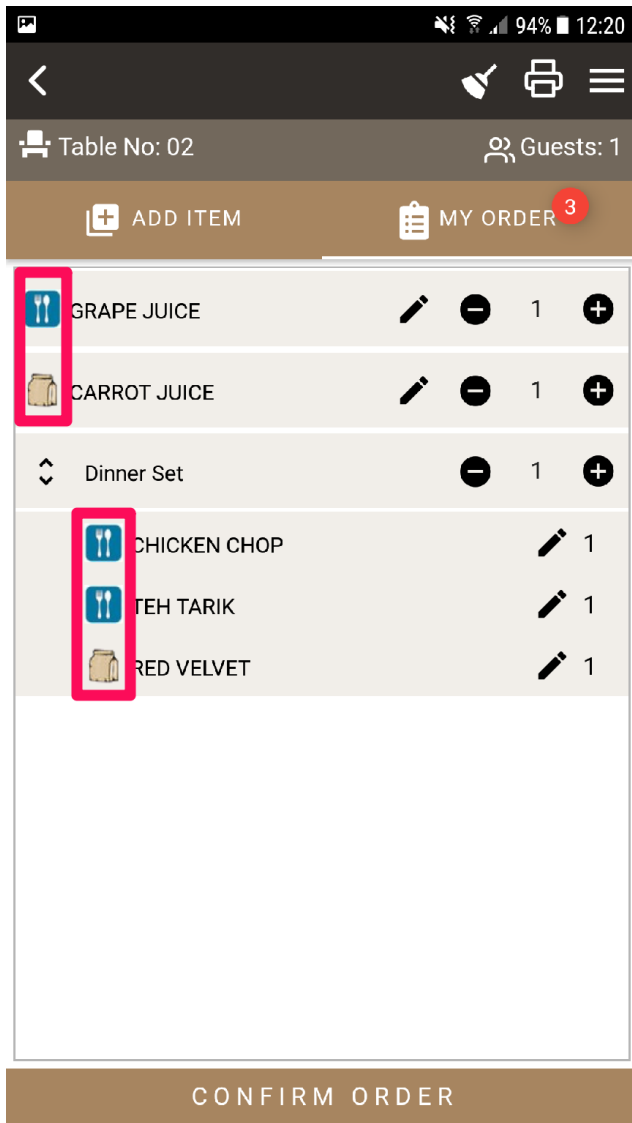 94% 12:20
Table No: 02 Guests: 1
ADD ITEM MY ORDER 3
GRAPE JUICE 1
CARROT JUICE 1
Dinner Set 1
CHICKEN CHOP 1
TEH TARIK 1
RED VELVET 1
CONFIRM ORDER